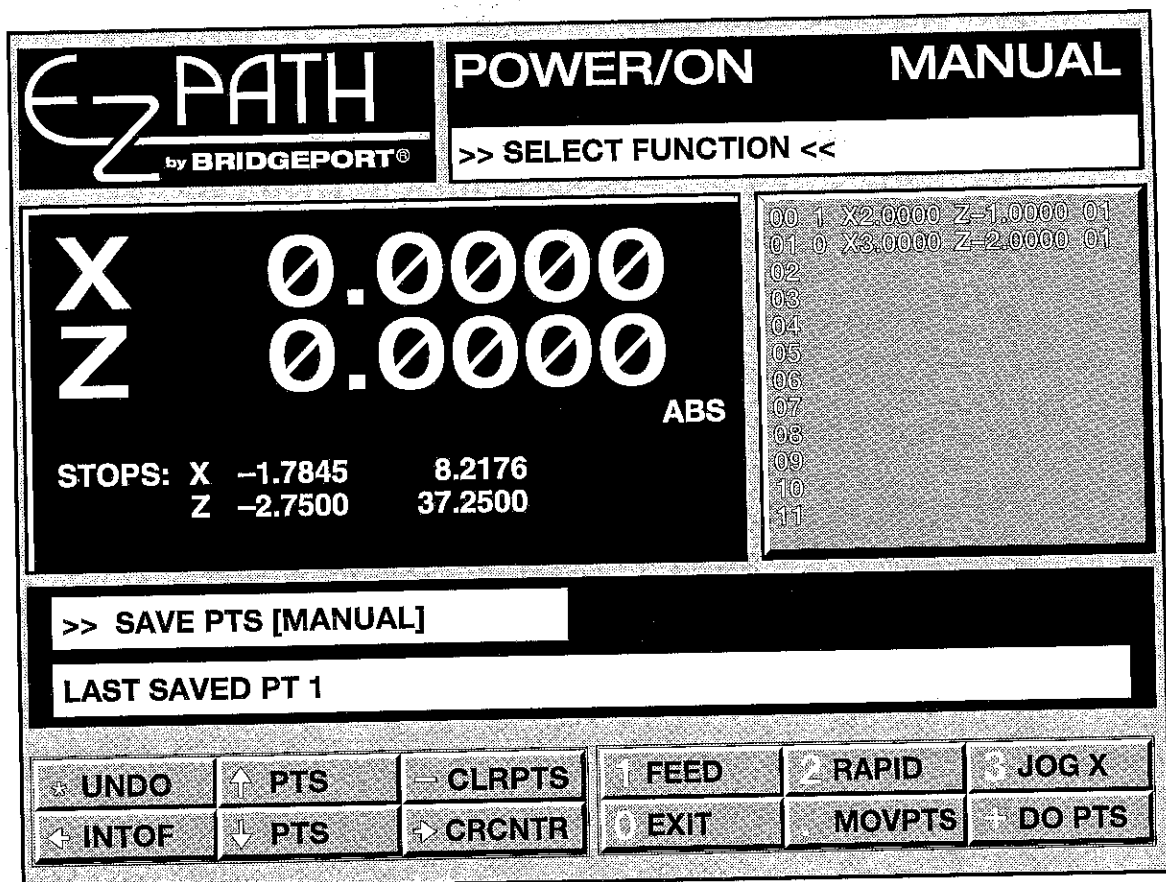 EZ PATH
by BRIDGEPORT®
POWER/ON MANUAL
>> SELECT FUNCTION <<
X 0.0000
Z 0.0000
ABS
STOPS: X –1.7845 8.2176
Z –2.7500 37.2500
00 1 X2.0000 Z–1.0000 01
01 0 X3.0000 Z–2.0000 01
02
03
04
05
06
07
08
09
10
11
>> SAVE PTS [MANUAL]
LAST SAVED PT 1
* UNDO ↑ PTS – CLRPTS 1 FEED 2 RAPID 3 JOG X
← INTOF ↓ PTS → CRCNTR 0 EXIT . MOVPTS + DO PTS